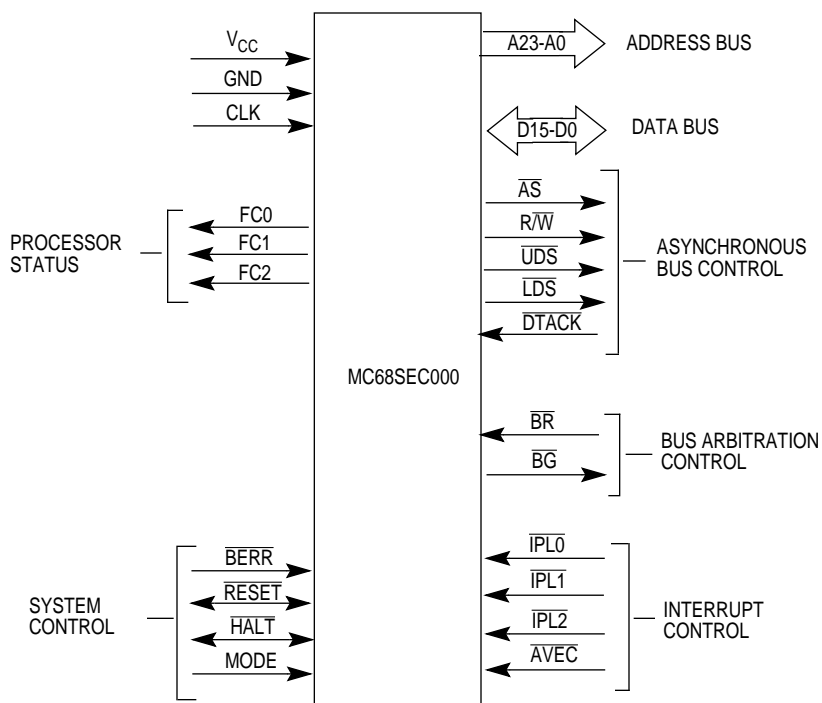 V_CC
GND
CLK
FC0
FC1
FC2
PROCESSOR
STATUS
BERR
RESET
HALT
MODE
SYSTEM
CONTROL
MC68SEC000
A23-A0
ADDRESS BUS
D15-D0
DATA BUS
AS
R/W
UDS
LDS
DTACK
ASYNCHRONOUS
BUS CONTROL
BR
BG
BUS ARBITRATION
CONTROL
IPL0
IPL1
IPL2
AVEC
INTERRUPT
CONTROL